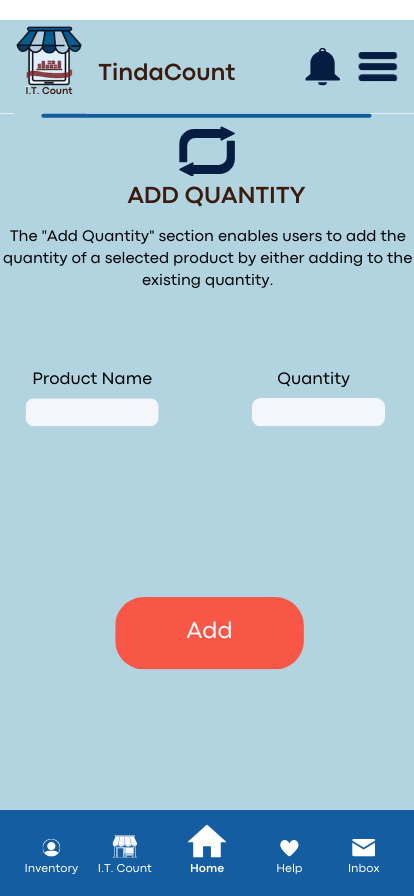 TindaCount
I.T. Count
ADD QUANTITY
The "Add Quantity" section enables users to add the
quantity of a selected product by either adding to the
existing quantity.
Product Name
Quantity
Add
Inventory
I.T. Count
Home
Help
Inbox